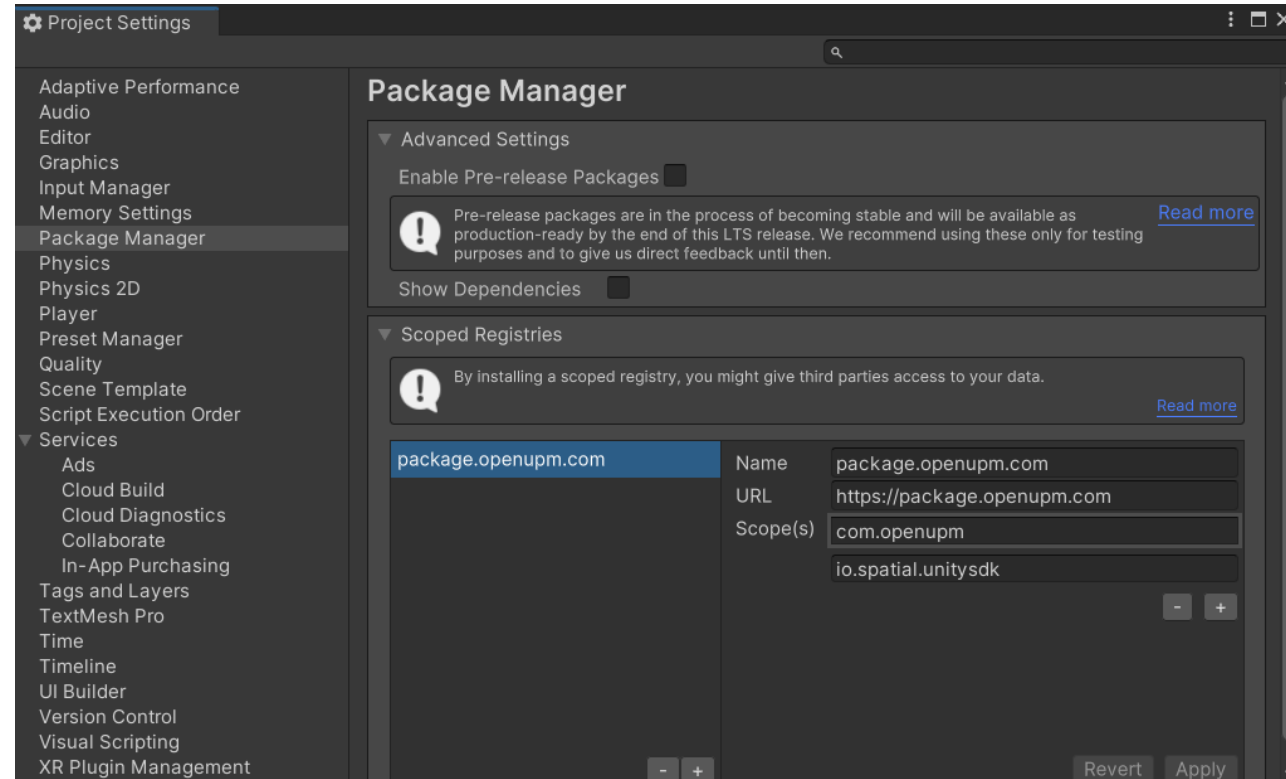 Project Settings
Adaptive Performance
Audio
Editor
Graphics
Input Manager
Memory Settings
Package Manager
Physics
Physics 2D
Player
Preset Manager
Quality
Scene Template
Script Execution Order
Services
Ads
Cloud Build
Cloud Diagnostics
Collaborate
In-App Purchasing
Tags and Layers
TextMesh Pro
Time
Timeline
UI Builder
Version Control
Visual Scripting
XR Plugin Management
Package Manager
Advanced Settings
Enable Pre-release Packages
Pre-release packages are in the process of becoming stable and will be available as
production-ready by the end of this LTS release. We recommend using these only for testing
purposes and to give us direct feedback until then.
Read more
Show Dependencies
Scoped Registries
By installing a scoped registry, you might give third parties access to your data.
Read more
package.openupm.com
Name package.openupm.com
URL https://package.openupm.com
Scope(s) com.openupm
io.spatial.unitysdk
- +
- +
Revert Apply